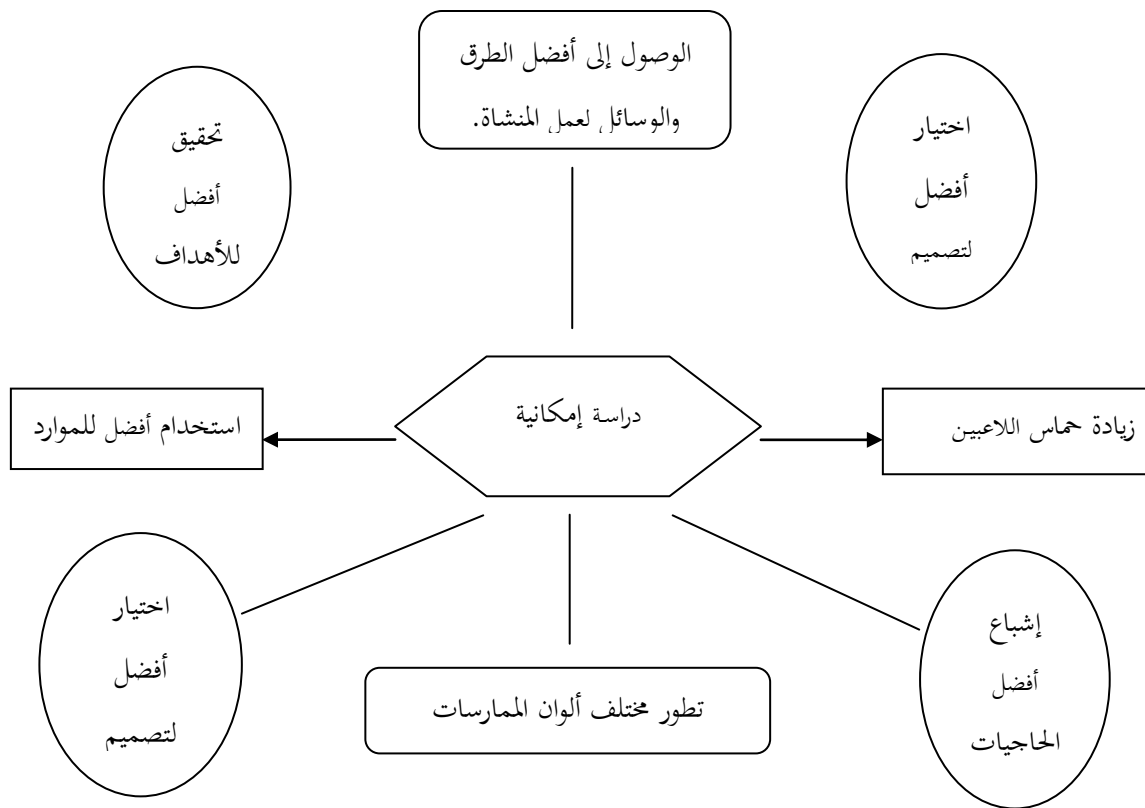 الوصول إلى أفضل الطرق
والوسائل لعمل المنشاة.
اختيار
أفضل
لتصميم
تحقيق
أفضل
للأهداف
زيادة حماس اللاعبين
دراسة إمكانية
استخدام أفضل للموارد
إشباع
أفضل
الحاجيات
تطور مختلف ألوان الممارسات
اختيار
أفضل
لتصميم